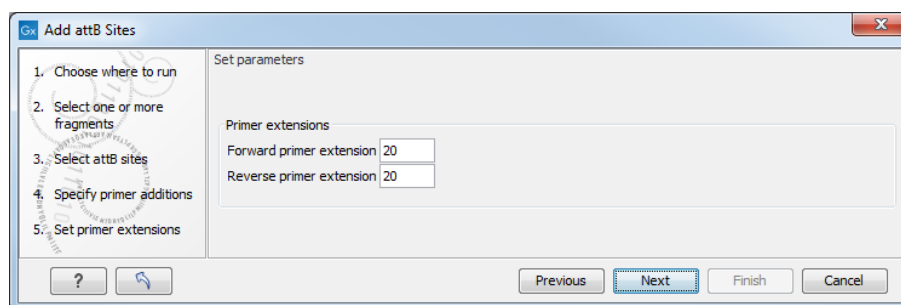 Gx Add attB Sites
X
1. Choose where to run
2. Select one or more
fragments
3. Select attB sites
4. Specify primer additions
5. Set primer extensions
Set parameters
Primer extensions
Forward primer extension 20
Reverse primer extension 20
?
Previous
Next
Finish
Cancel